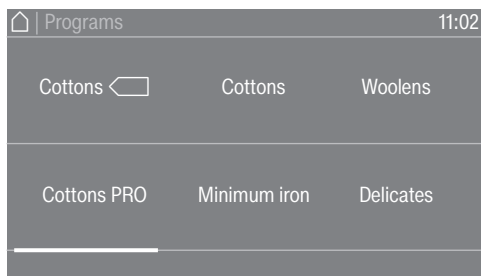 Programs 11:02
Cottons Cottons Woolens
Cottons PRO Minimum iron Delicates